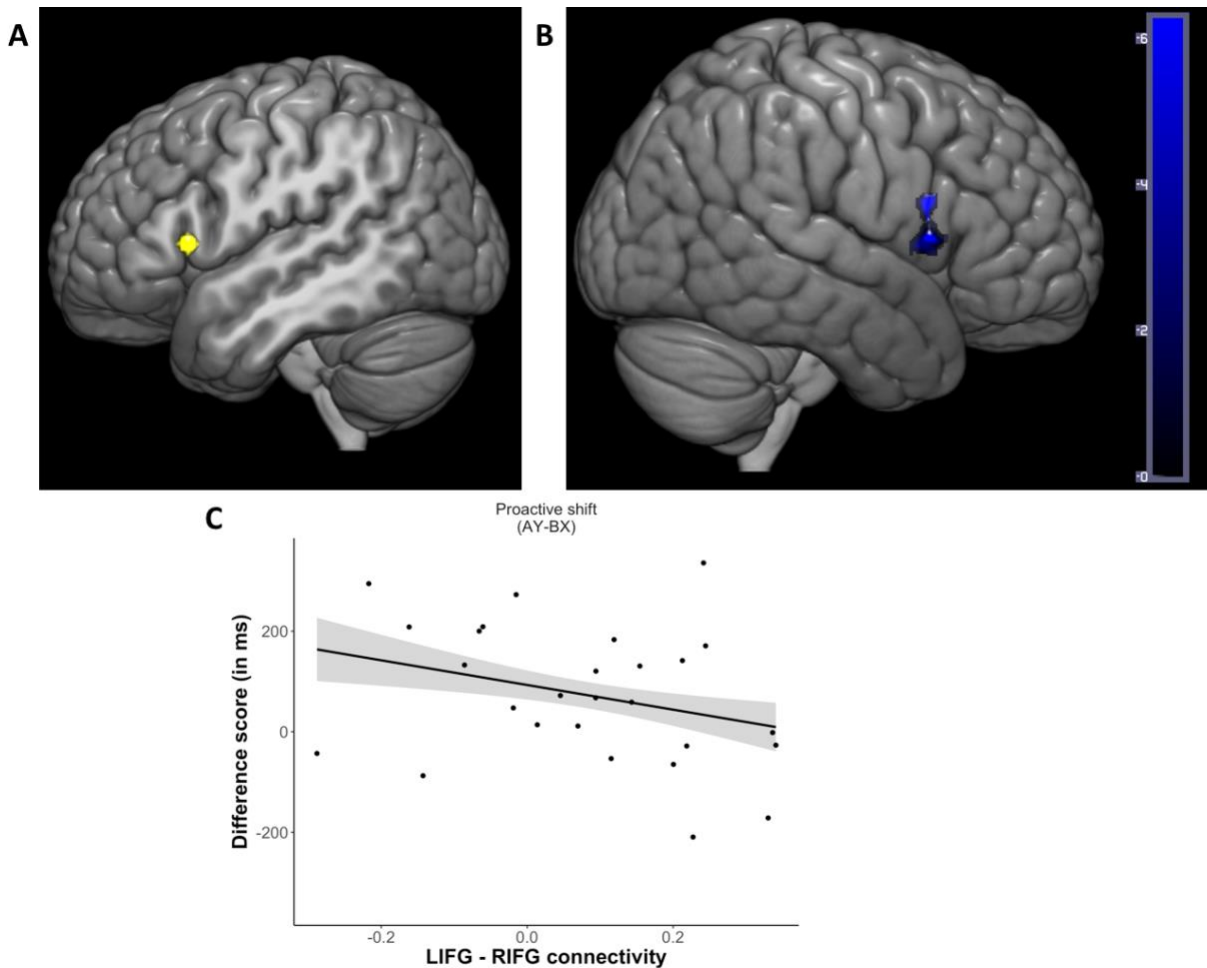 A
B
-6
-4
-2
-0
C
Proactive shift
(AY-BX)
Difference score (in ms)
200
0
-200
-0.2
0.0
0.2
LIFG - RIFG connectivity